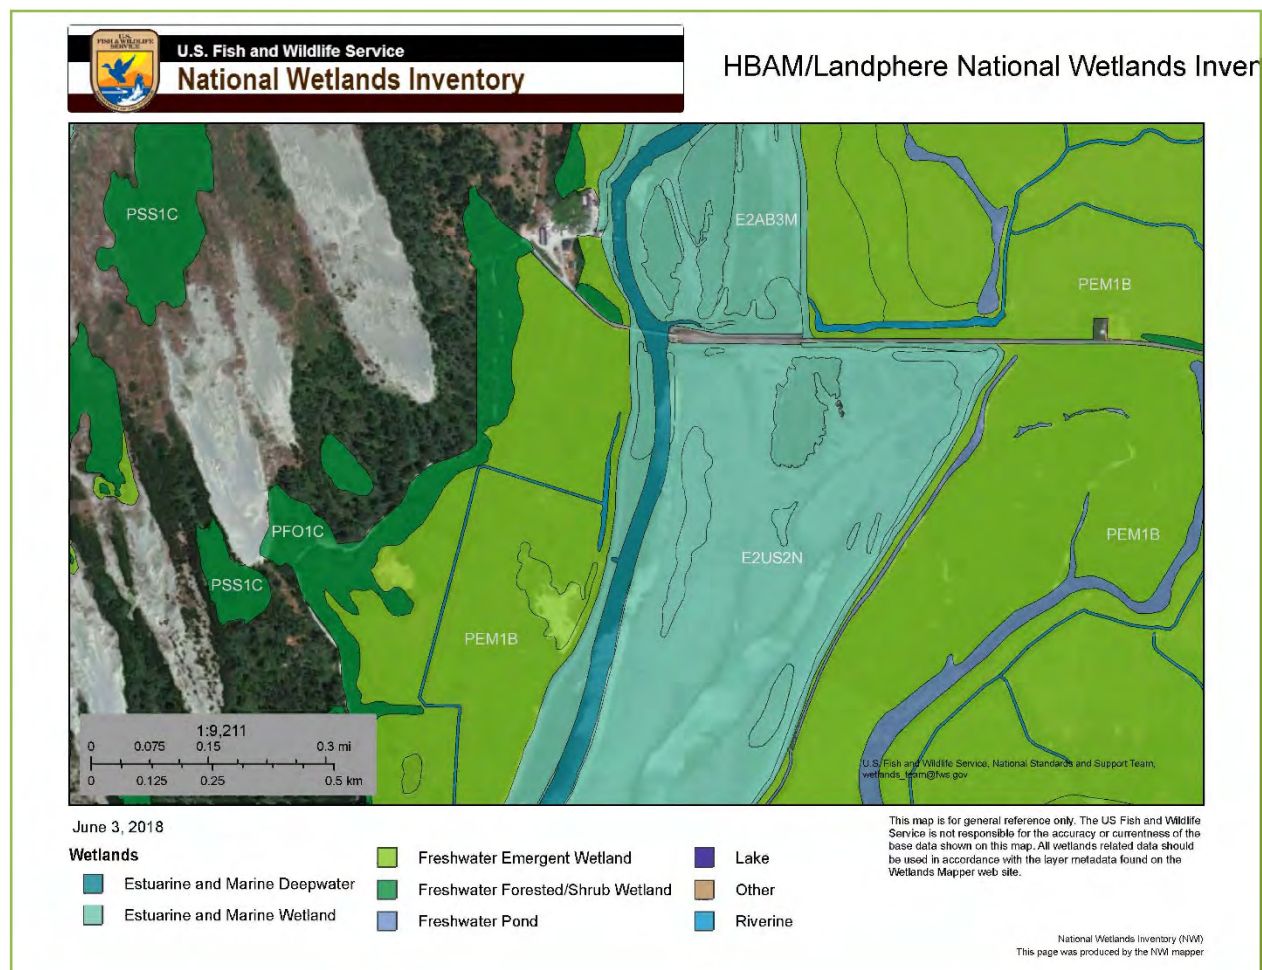 U.S.
FISH & WILDLIFE
SERVICE
U.S. Fish and Wildlife Service
National Wetlands Inventory
HBAM/Landphere National Wetlands Inver
PSS1C
E2AB3M
PEM1B
PFO1C
PSS1C
E2US2N
PEM1B
PEM1B
1:9,211
0 0.075 0.15 0.3 mi
0 0.125 0.25 0.5 km
U.S. Fish and Wildlife Service, National Standards and Support Team,
wetlands_team@fws.gov
June 3, 2018
Wetlands
Estuarine and Marine Deepwater
Estuarine and Marine Wetland
Freshwater Emergent Wetland
Freshwater Forested/Shrub Wetland
Freshwater Pond
Lake
Other
Riverine
This map is for general reference only. The US Fish and Wildlife
Service is not responsible for the accuracy or currentness of the
base data shown on this map. All wetlands related data should
be used in accordance with the layer metadata found on the
Wetlands Mapper web site.
National Wetlands Inventory (NWI)
This page was produced by the NWI mapper